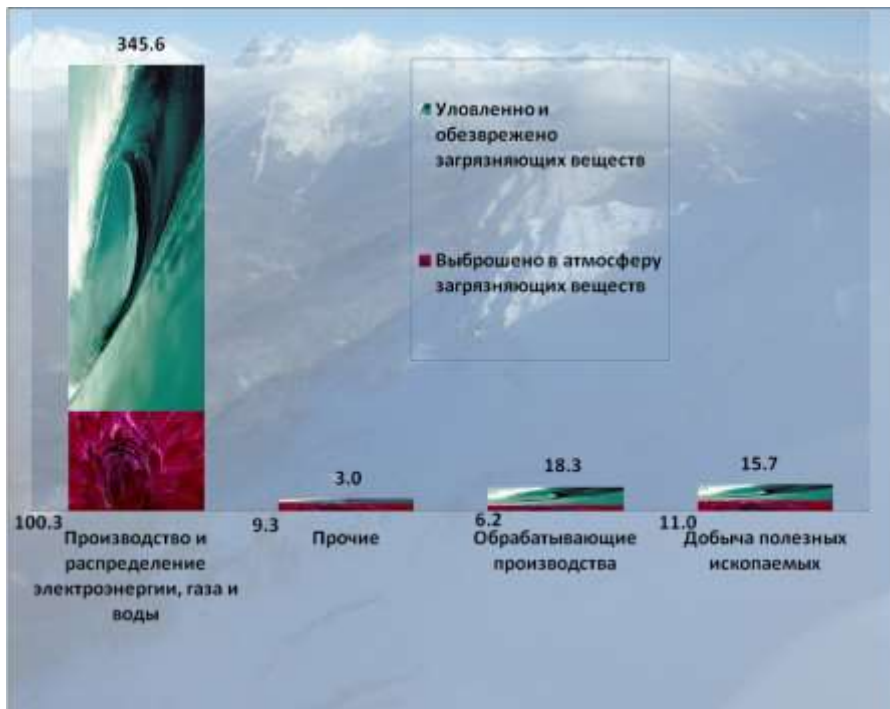 345.6
Уловленно и
обезврежено
загрязняющих веществ
Выброшено в атмосферу
загрязняющих веществ
3.0
18.3
15.7
100.3
9.3
6.2
11.0
Производство и
распределение
электроэнергии, газа и
воды
Прочие
Обрабатывающие
производства
Добыча полезных
ископаемых